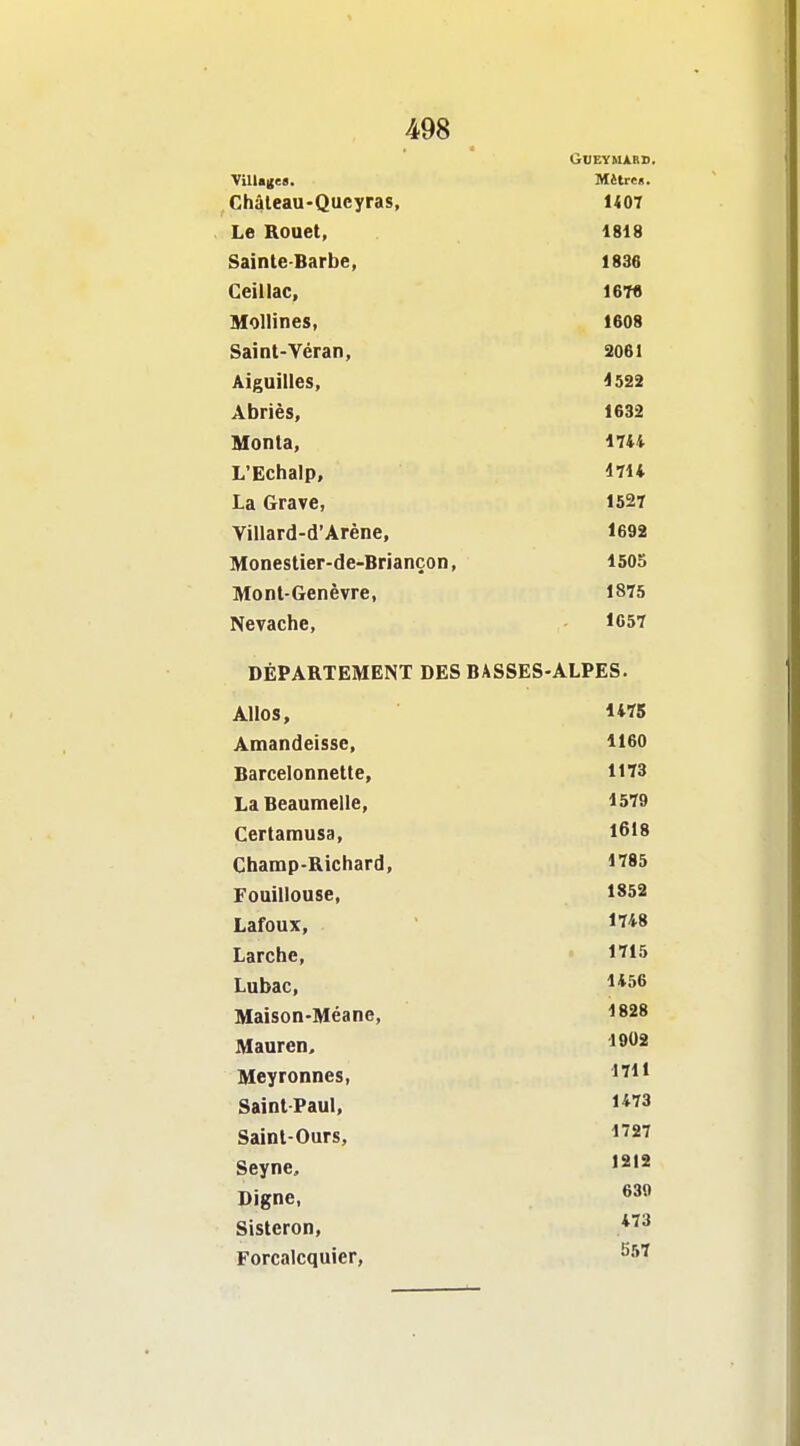 498
GUEYMARD.
Villages. Mètres.
Château-Queyras, 1407
Le Rouet, 1818
Sainte-Barbe, 1836
Ceillac, 1676
Mollines, 1608
Saint-Véran, 2061
Aiguilles, 1522
Abriès, 1632
Monta, 1744
L'Echalp, 1714
La Grave, 1527
Villard-d'Arène, 1692
Monestier-de-Briançon, 1505
Mont-Genèvre, 1875
Nevache, 1657
DÉPARTEMENT DES BASSES-ALPES.
Allos, 1475
Amandeisse, 1160
Barcelonnette, 1173
La Beaumelle, 1579
Certamusa, 1618
Champ-Richard, 1785
Fouillouse, 1852
Lafoux, 1748
Larche, 1715
Lubac, 1456
Maison-Méane, 1828
Mauren, 1902
Meyronnes, 1711
Saint-Paul, 1473
Saint-Ours, 1727
Seyne, 1212
Digne, 639
Sisteron, 473
Forcalcquier, 557